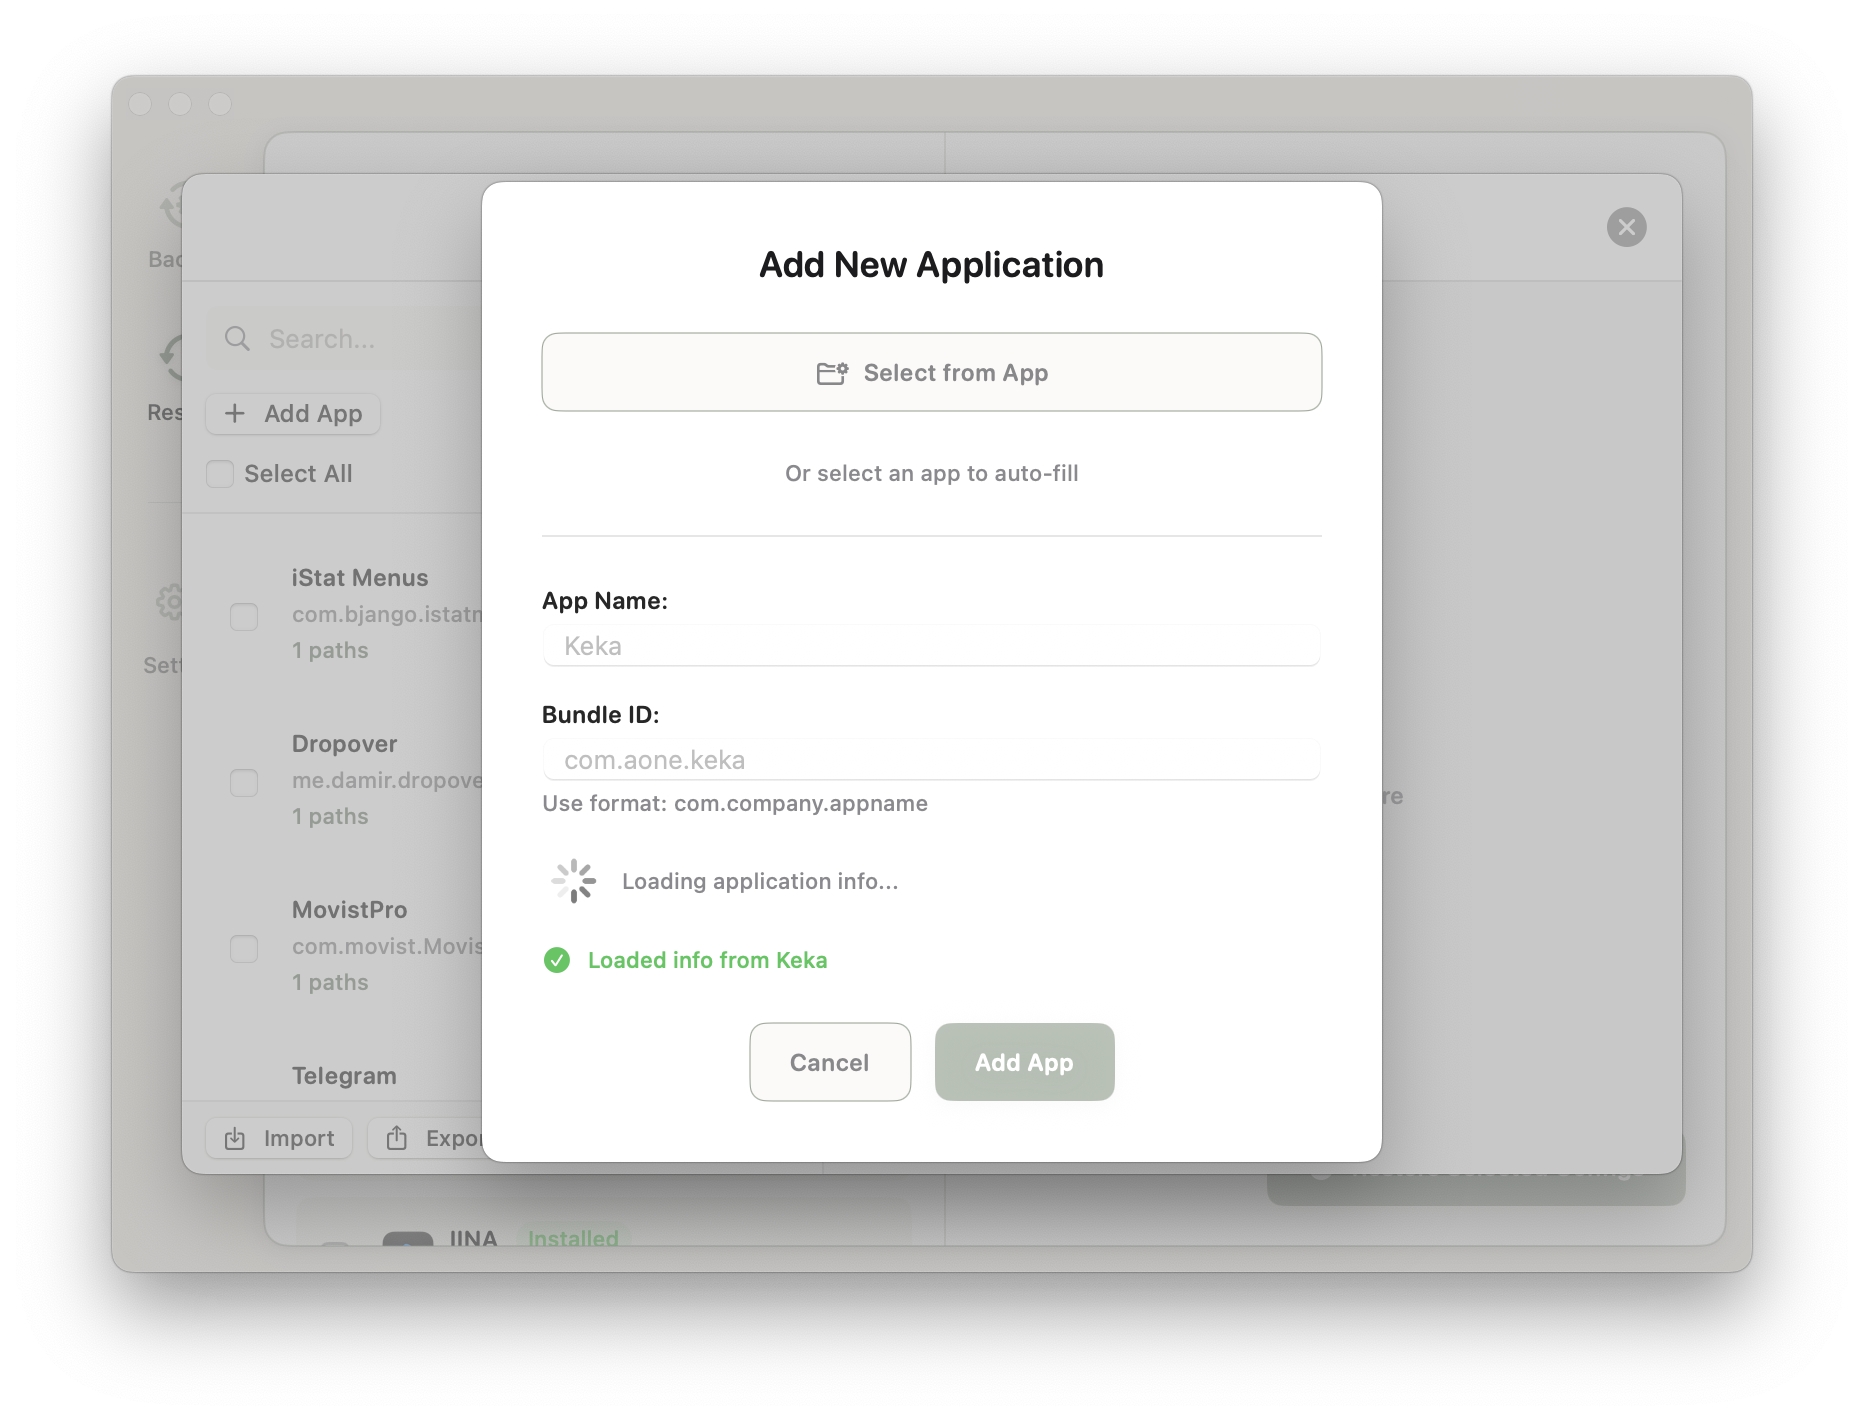 Add New Application
Select from App
Or select an app to auto-fill
App Name:
Keka
Bundle ID:
com.aone.keka
Use format: com.company.appname
Loading application info...
Loaded info from Keka
Cancel
Add App
Search...
Add App
Select All
iStat Menus
com.bjango.istatm
1 paths
Dropover
me.damir.dropove
1 paths
MovistPro
com.movist.Movis
1 paths
Telegram
Import
Expor
Bac
Res
Sett
re
IINA
Installed